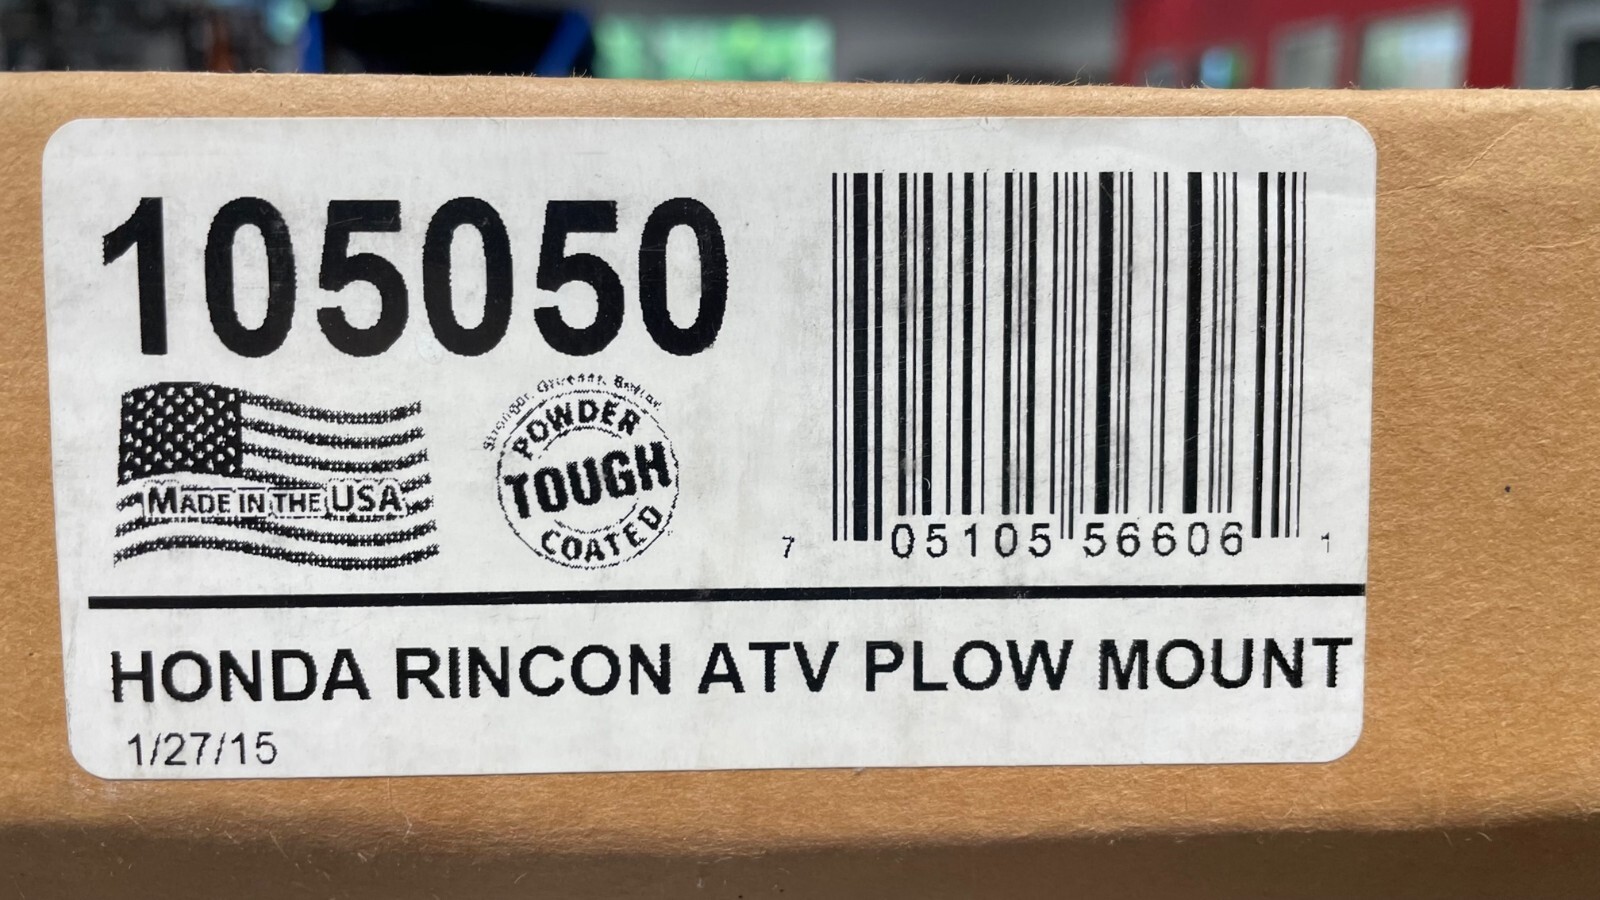 105050
MADE IN THE USA
POWDER
TOUGH
COATED
7 05105 56606 1
HONDA RINCON ATV PLOW MOUNT
1/27/15